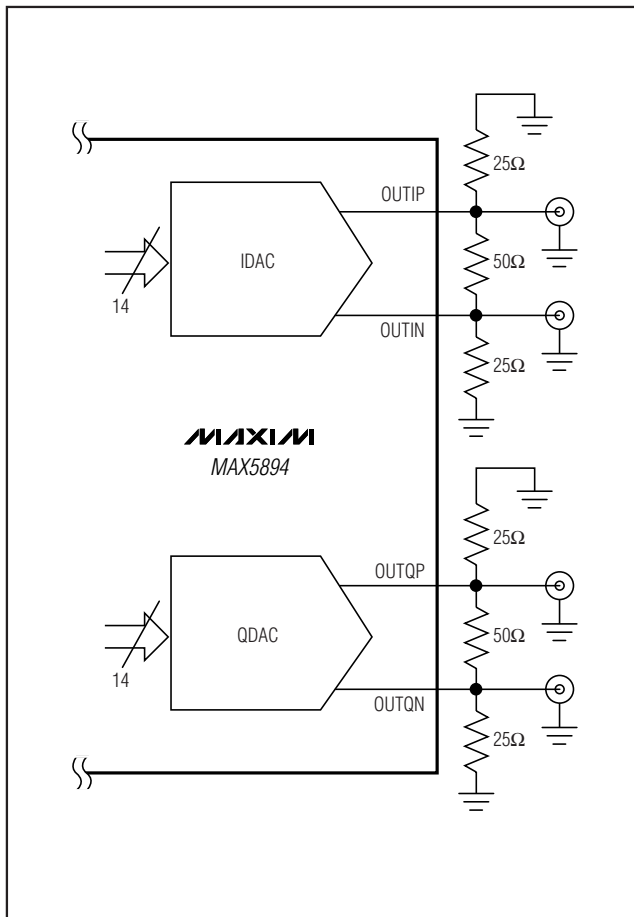 25Ω
OUTIP
IDAC
50Ω
14
OUTIN
25Ω
MAXIM
MAX5894
25Ω
OUTQP
QDAC
50Ω
14
OUTQN
25Ω